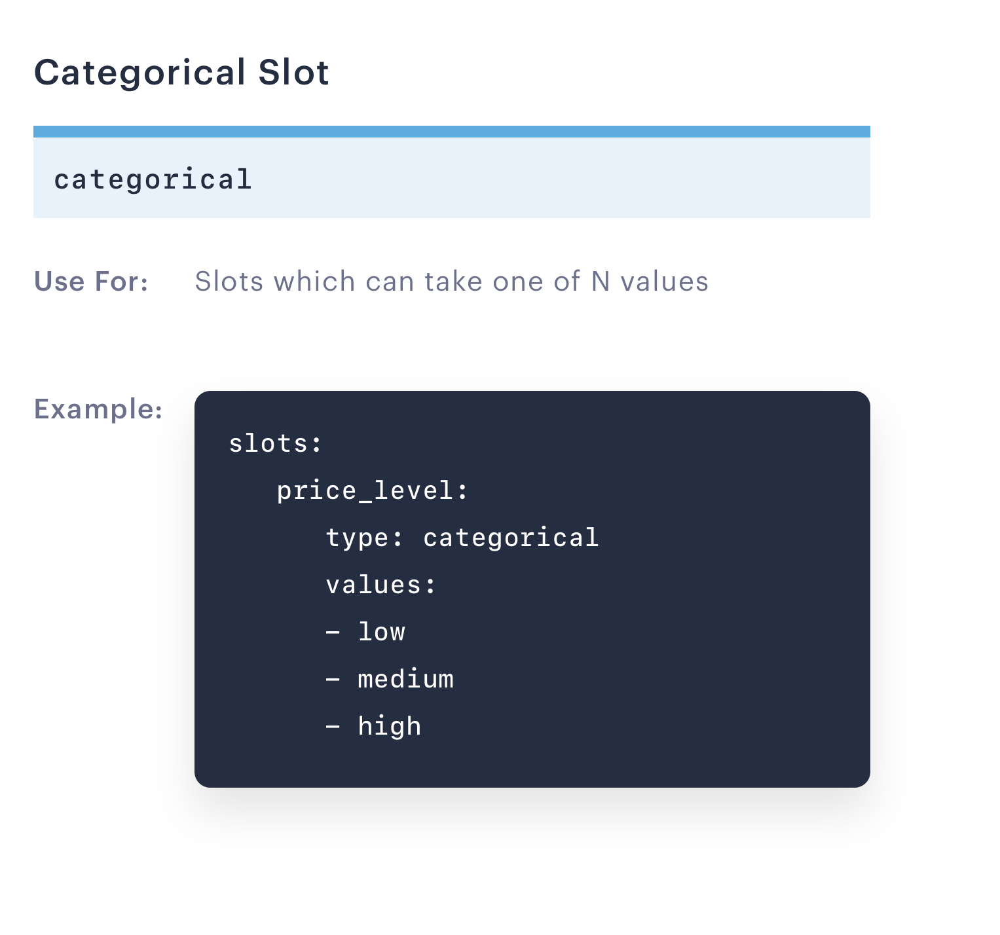 Categorical Slot
categorical
Use For: Slots which can take one of N values
Example:
slots:
   price_level:
      type: categorical
      values:
      – low
      – medium
      – high